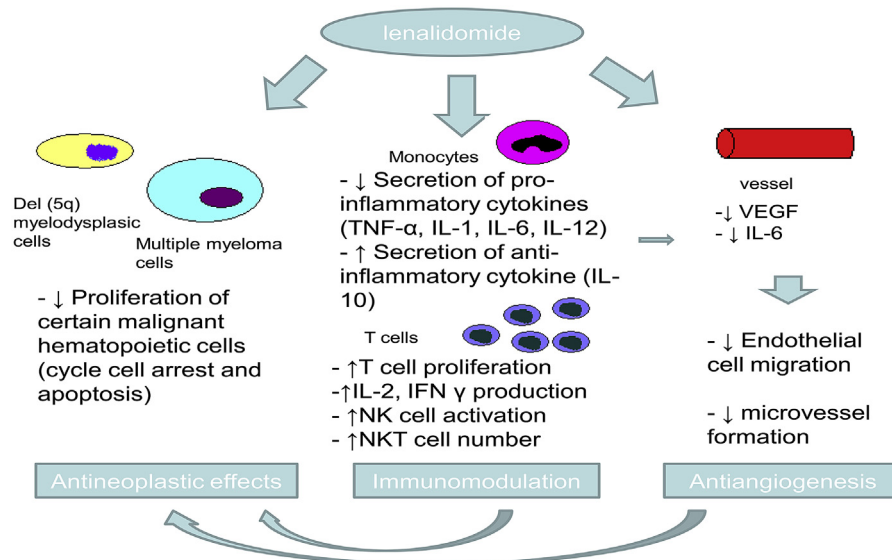 lenalidomide
Del (5q)
myelodysplasic
cells
Multiple myeloma
cells
- ↓ Proliferation of
certain malignant
hematopoietic cells
(cycle cell arrest and
apoptosis)
Monocytes
- ↓ Secretion of pro-
inflammatory cytokines
(TNF-α, IL-1, IL-6, IL-12)
- ↑ Secretion of anti-
inflammatory cytokine (IL-
10)
T cells
- ↑T cell proliferation
-↑IL-2, IFN γ production
- ↑NK cell activation
- ↑NKT cell number
vessel
-↓ VEGF
- ↓ IL-6
- ↓ Endothelial
cell migration
- ↓ microvessel
formation
Antineoplastic effects
Immunomodulation
Antiangiogenesis